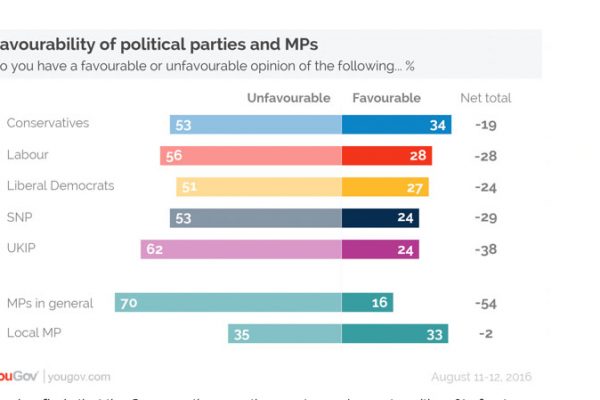 avourability of political parties and MPs
o you have a favourable or unfavourable opinion of the following... %
Unfavourable Favourable Net total
Conservatives 53 34 -19
Labour 56 28 -28
Liberal Democrats 51 27 -24
SNP 53 24 -29
UKIP 62 24 -38
MPs in general 70 16 -54
Local MP 35 33 -2
ouGov | yougov.com August 11-12, 2016